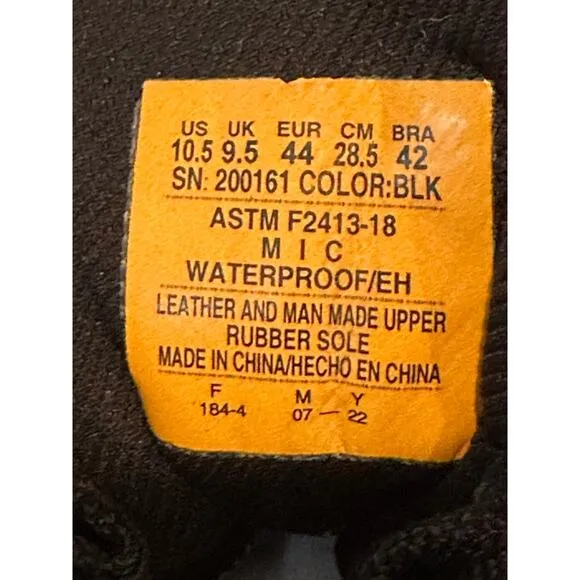 US UK EUR CM BRA
10.5 9.5 44 28.5 42
SN: 200161 COLOR:BLK
ASTM F2413-18
M I C
WATERPROOF/EH
LEATHER AND MAN MADE UPPER
RUBBER SOLE
MADE IN CHINA/HECHO EN CHINA
F M Y
184-4 07 — 22